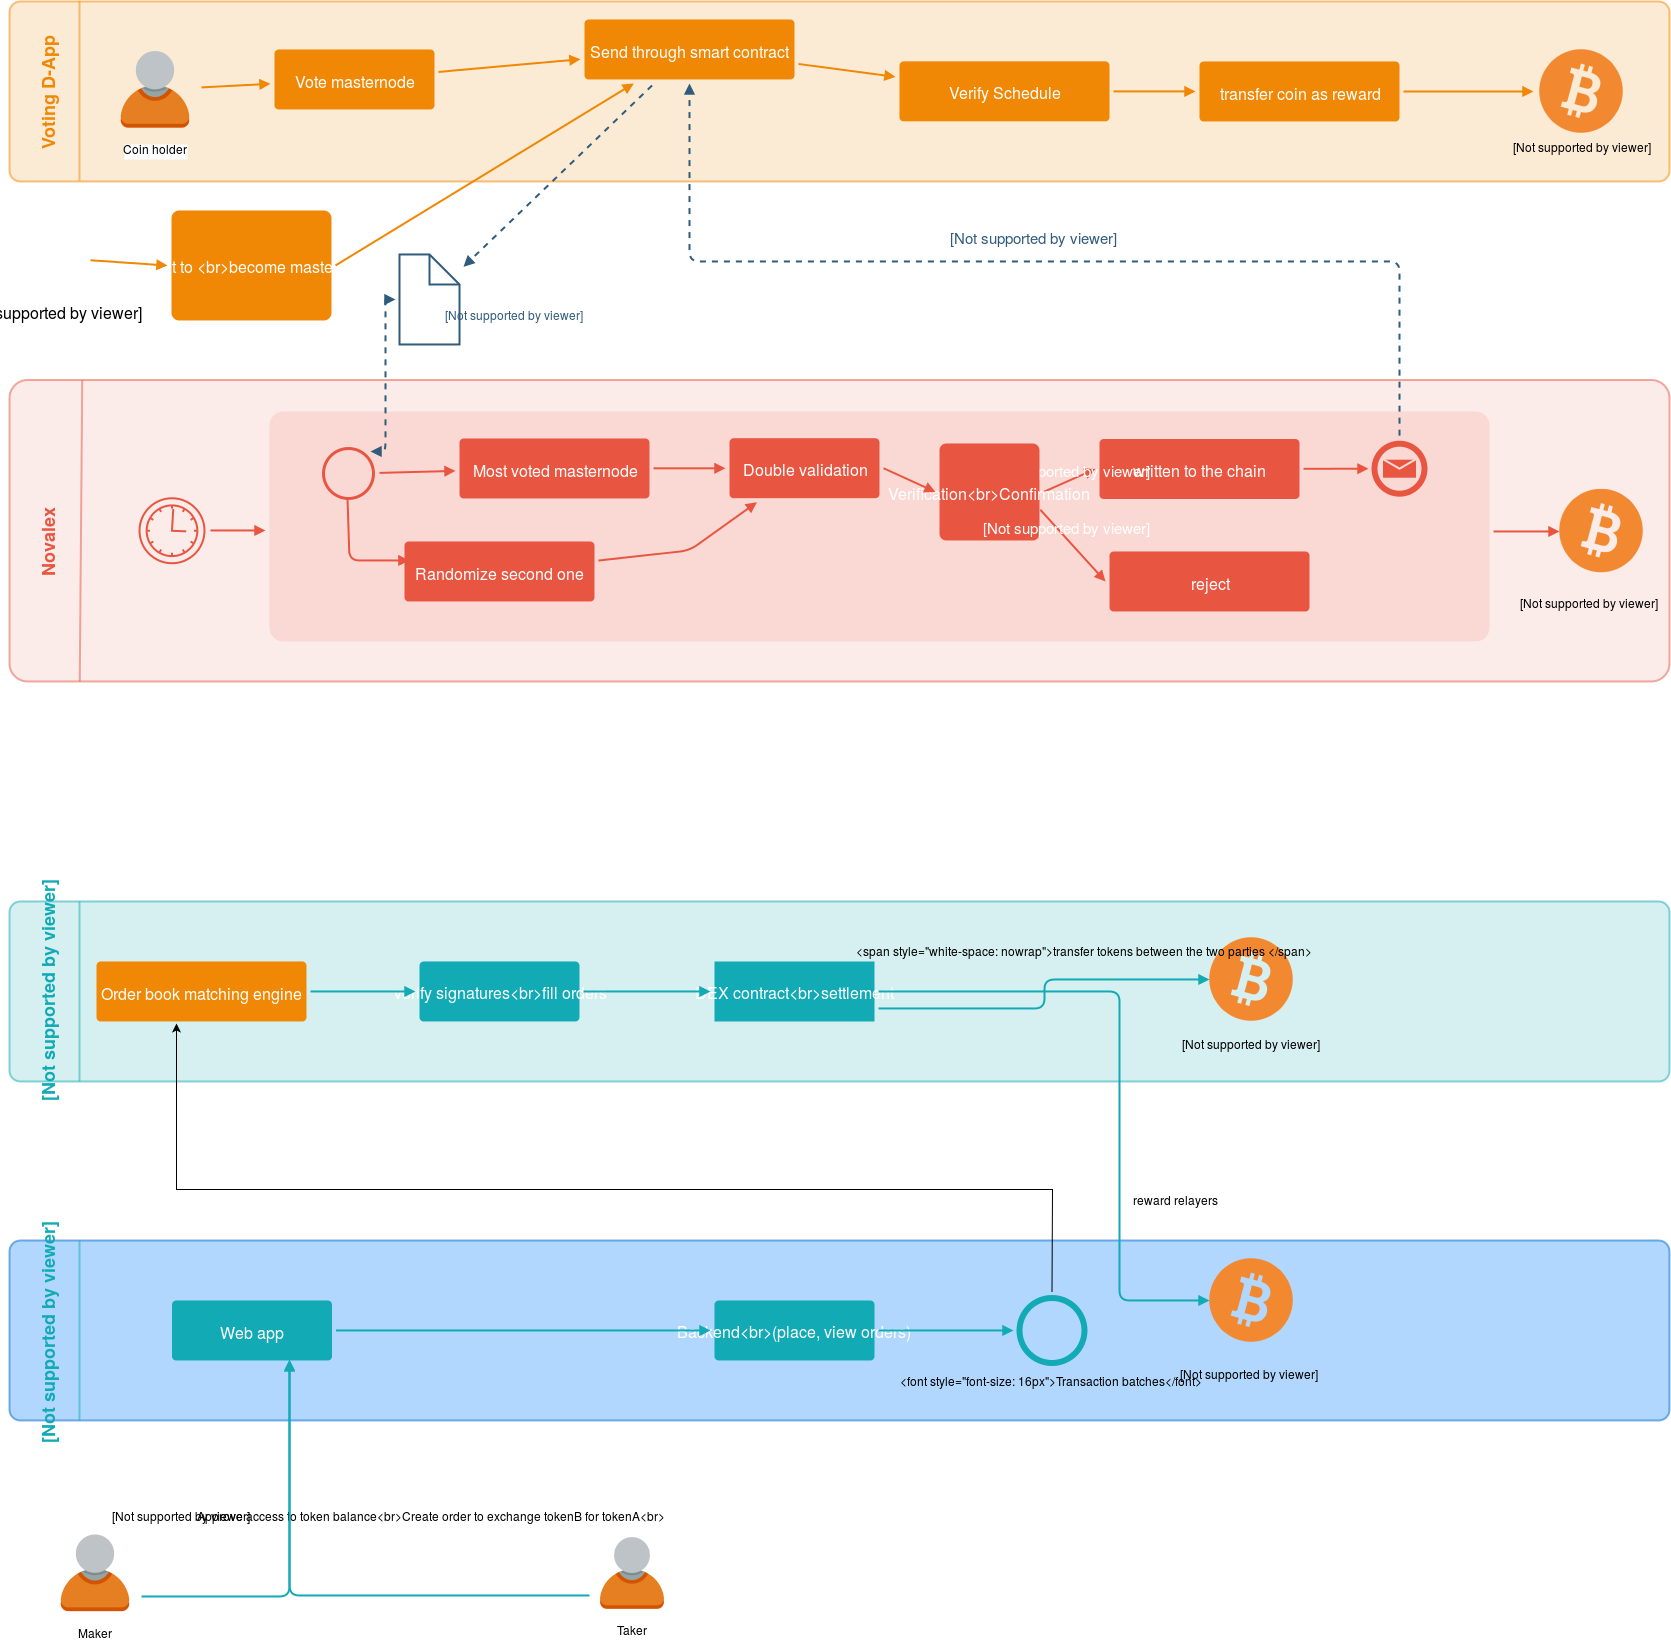 Voting D-App
Coin holder
Vote masternode
Send through smart contract
Verify Schedule
transfer coin as reward
[Not supported by viewer]
t to <br>become maste
supported by viewer]
[Not supported by viewer]
[Not supported by viewer]
Novalex
Most voted masternode
Double validation
Verification<br>Confirmation
ported by viewer]
written to the chain
[Not supported by viewer]
Randomize second one
reject
[Not supported by viewer]
[Not supported by viewer]
<span style="white-space: nowrap">transfer tokens between the two parties </span>
Order book matching engine
verify signatures<br>fill orders
DEX contract<br>settlement
[Not supported by viewer]
reward relayers
[Not supported by viewer]
Web app
Backend<br>(place, view orders)
<font style="font-size: 16px">Transaction batches</font>
[Not supported by viewer]
[Not supported by viewer]
Approve access to token balance<br>Create order to exchange tokenB for tokenA<br>
Maker
Taker